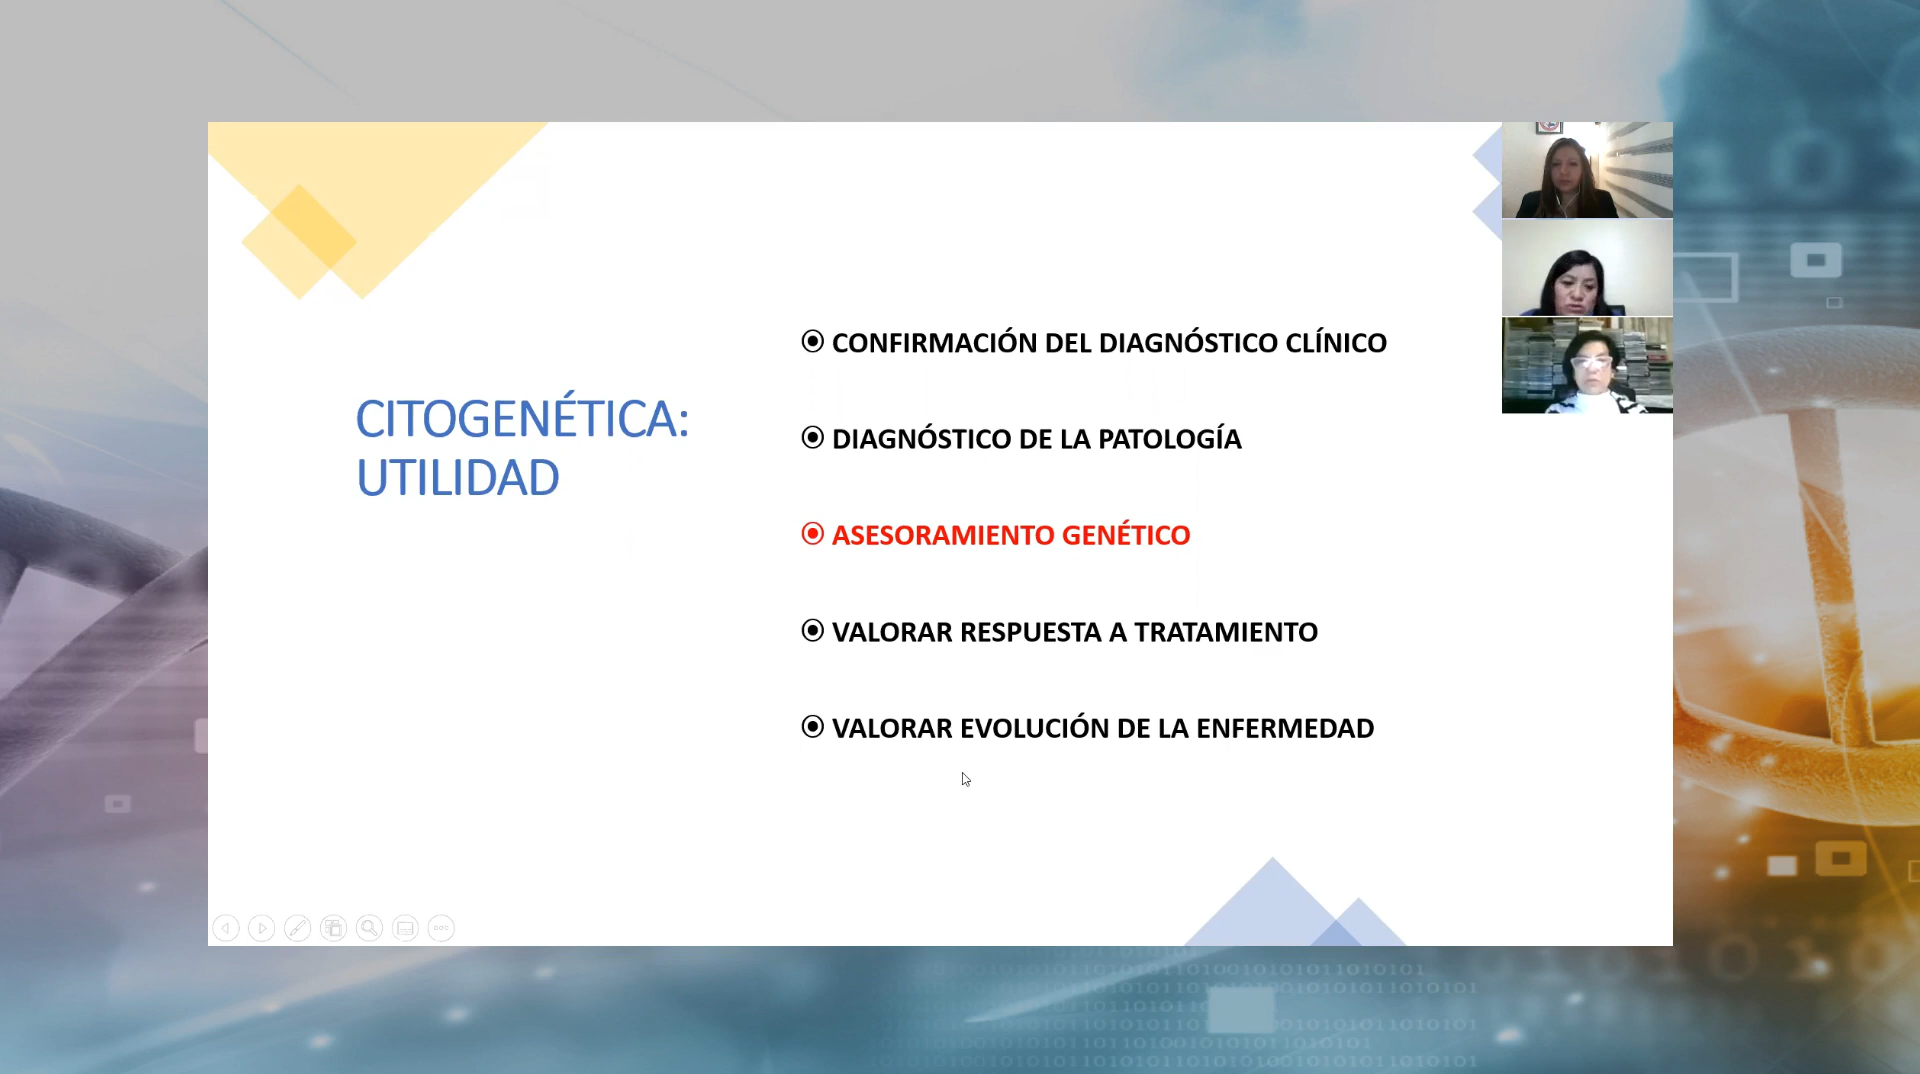 CITOGENÉTICA:
UTILIDAD
CONFIRMACIÓN DEL DIAGNÓSTICO CLÍNICO
DIAGNÓSTICO DE LA PATOLOGÍA
ASESORAMIENTO GENÉTICO
VALORAR RESPUESTA A TRATAMIENTO
VALORAR EVOLUCIÓN DE LA ENFERMEDAD